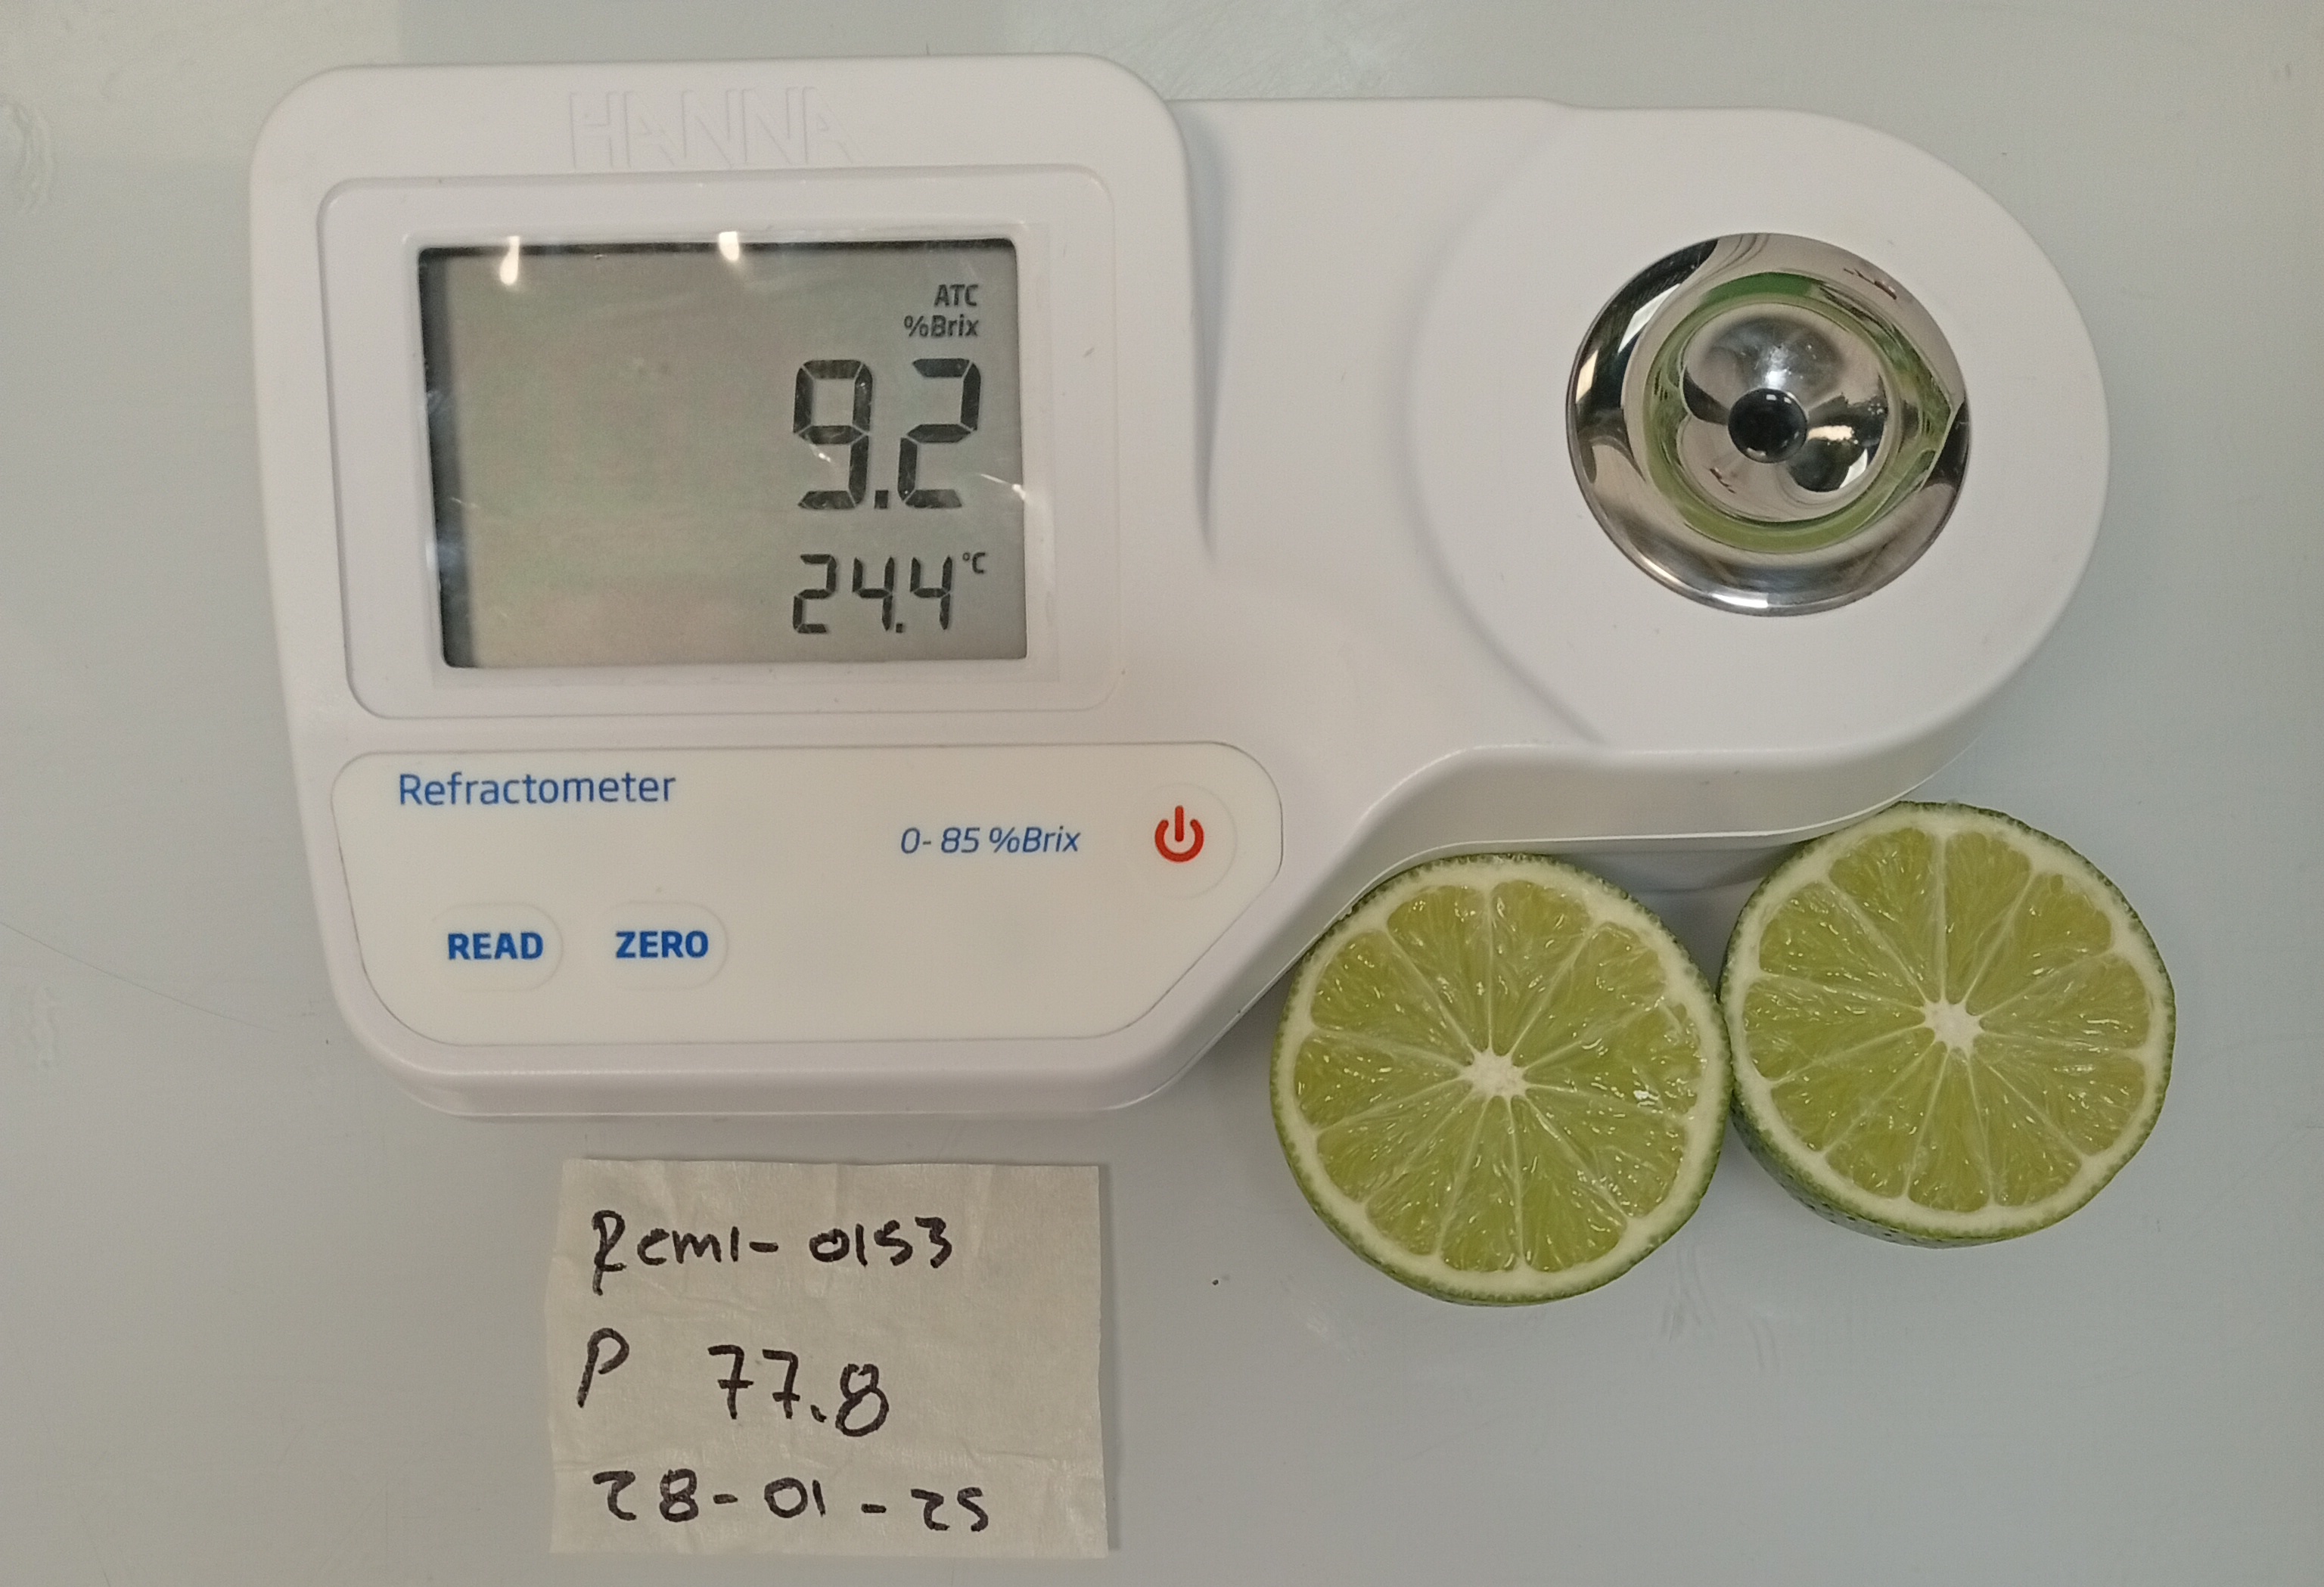 HANNA
ATC
%Brix
9.2
24.4 °C
Refractometer
0- 85 %Brix
READ ZERO
Remi- 0153
P 77.8
28-01-25